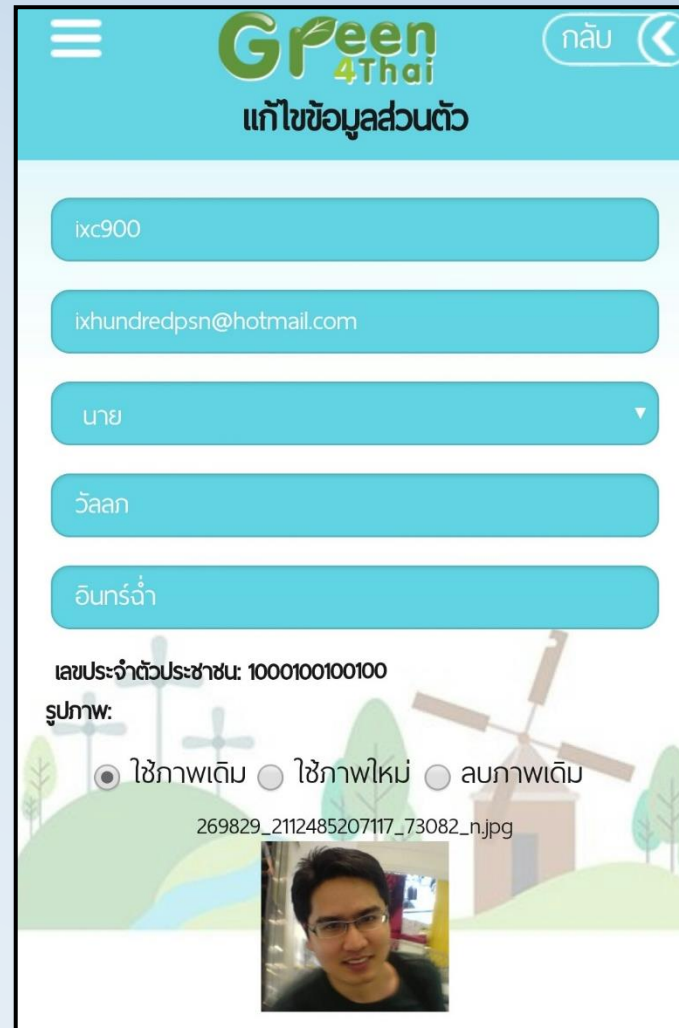 Green
4Thai
กลับ
แก้ไขข้อมูลส่วนตัว
ixc900
ixhundredpsn@hotmail.com
นาย
วัลลภ
อินทร์ฉ่ำ
เลขประจำตัวประชาชน: 1000100100100
รูปภาพ:
ใช้ภาพเดิม ใช้ภาพใหม่ ลบภาพเดิม
269829_2112485207117_73082_n.jpg